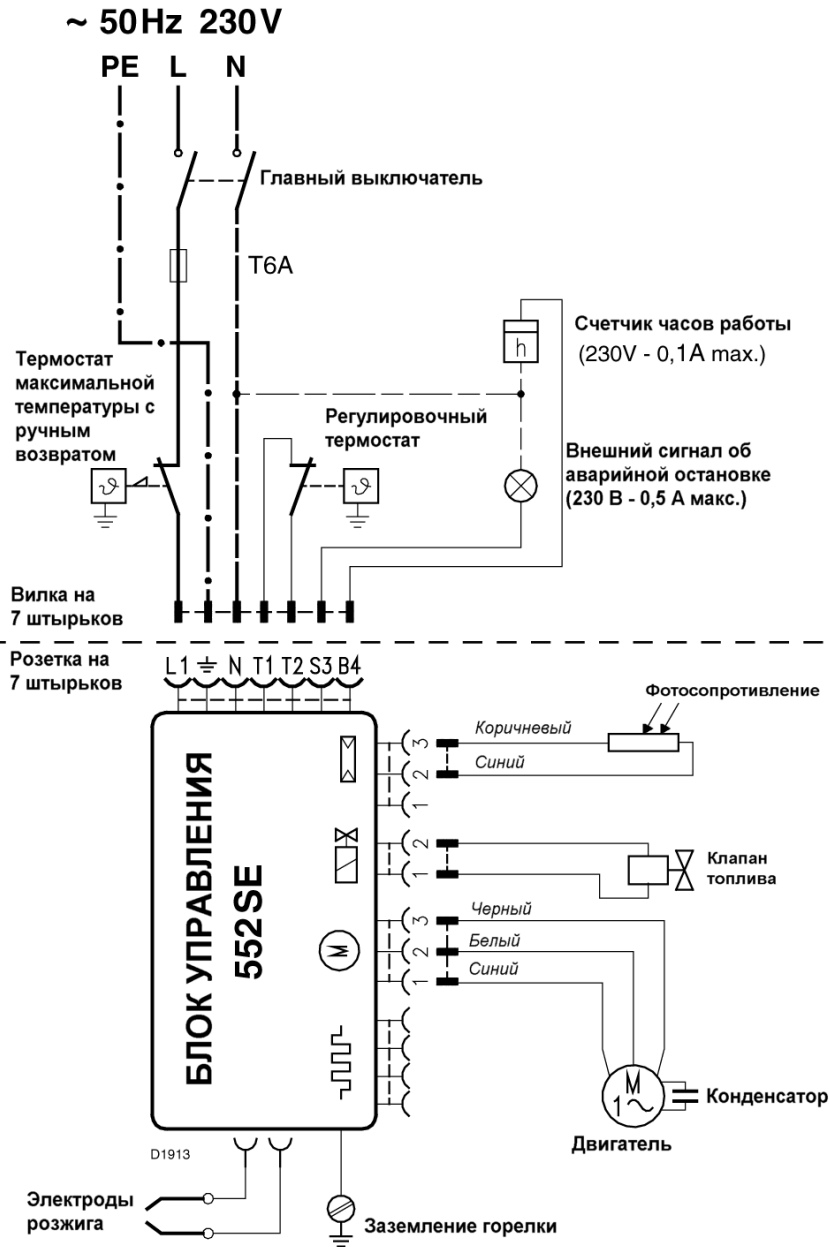 ~ 50Hz 230V
PE L N
Главный выключатель
T6A
Счетчик часов работы
(230V - 0,1A max.)
h
Термостат
максимальной
температуры с
ручным
возвратом
Регулировочный
термостат
Внешний сигнал об
аварийной остановке
(230 В - 0,5 А макс.)
ϑ
ϑ
Вилка на
7 штырьков
Розетка на
7 штырьков
L1 N T1 T2 S3 B4
Фотосопротивление
Коричневый
3
Синий
2
1
2
1
Клапан
топлива
БЛОК УПРАВЛЕНИЯ
552SE
Черный
3
Белый
2
Синий
1
M
M
1~
Конденсатор
Двигатель
D1913
Электроды
розжига
Заземление горелки